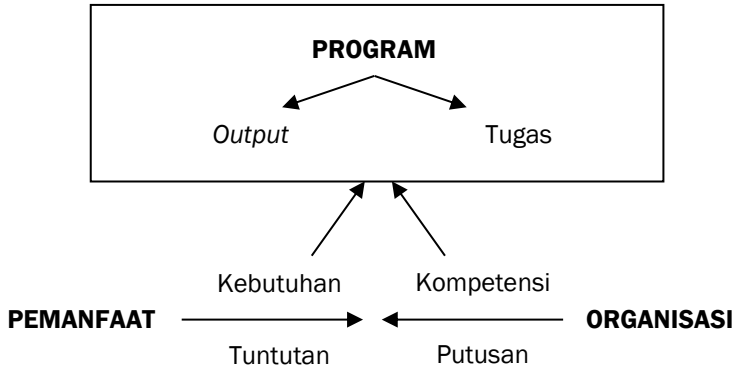 PROGRAM
Output Tugas
Kebutuhan Kompetensi
PEMANFAAT ORGANISASI
Tuntutan Putusan